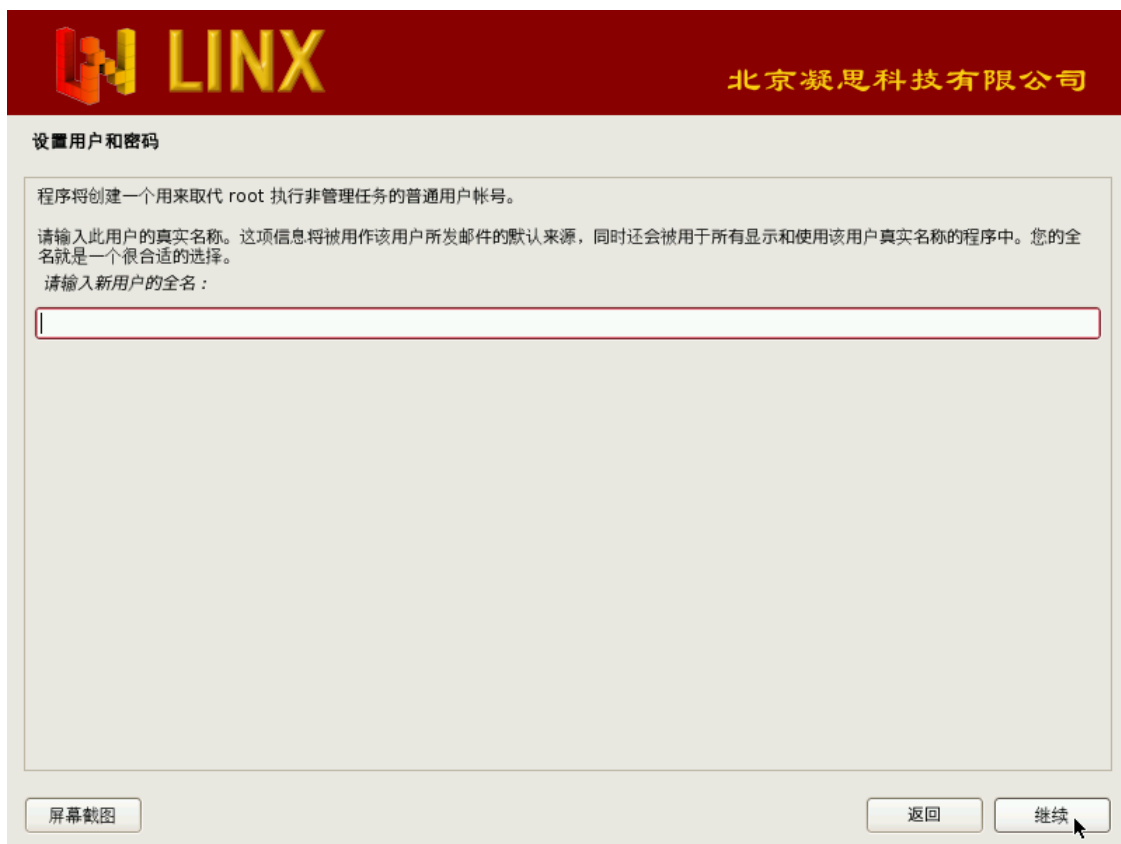 LINX
北京凝思科技有限公司
设置用户和密码
程序将创建一个用来取代 root 执行非管理任务的普通用户帐号。
请输入此用户的真实名称。这项信息将被用作该用户所发邮件的默认来源，同时还会被用于所有显示和使用该用户真实名称的程序中。您的全
名就是一个很合适的选择。
请输入新用户的全名：
屏幕截图
返回
继续